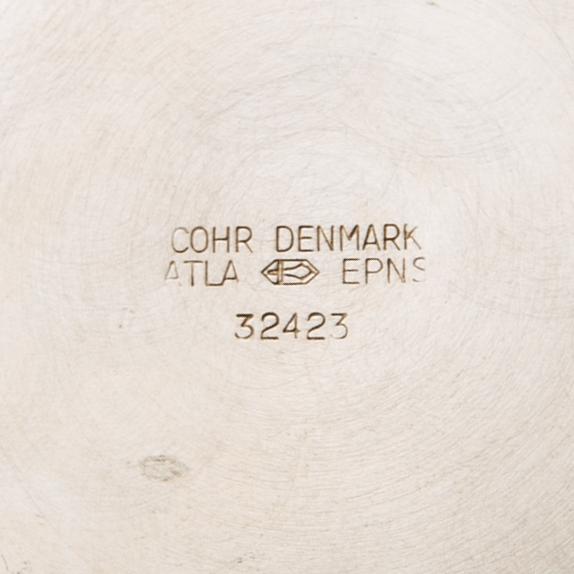 COHR DENMARK
ATLA EPNS
32423